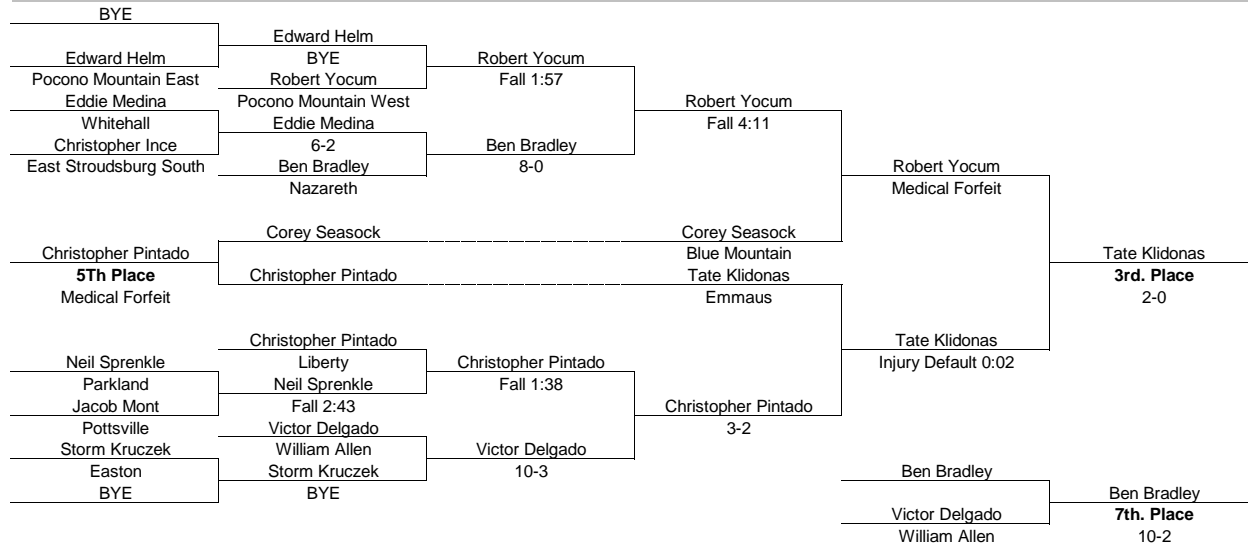 BYE
Edward Helm
Edward Helm
BYE
Robert Yocum
Pocono Mountain East
Robert Yocum
Fall 1:57
Eddie Medina
Pocono Mountain West
Robert Yocum
Whitehall
Eddie Medina
Fall 4:11
Christopher Ince
6-2
Ben Bradley
East Stroudsburg South
Ben Bradley
8-0
Robert Yocum
Nazareth
Medical Forfeit
Corey Seasock
Corey Seasock
Christopher Pintado
Blue Mountain
Tate Klidonas
5Th Place
Christopher Pintado
Tate Klidonas
3rd. Place
Medical Forfeit
Emmaus
2-0
Christopher Pintado
Tate Klidonas
Neil Sprenkle
Liberty
Christopher Pintado
Injury Default 0:02
Parkland
Neil Sprenkle
Fall 1:38
Jacob Mont
Fall 2:43
Christopher Pintado
Pottsville
Victor Delgado
3-2
Storm Kruczek
William Allen
Victor Delgado
Easton
Storm Kruczek
10-3
Ben Bradley
BYE
BYE
Ben Bradley
Victor Delgado
7th. Place
William Allen
10-2